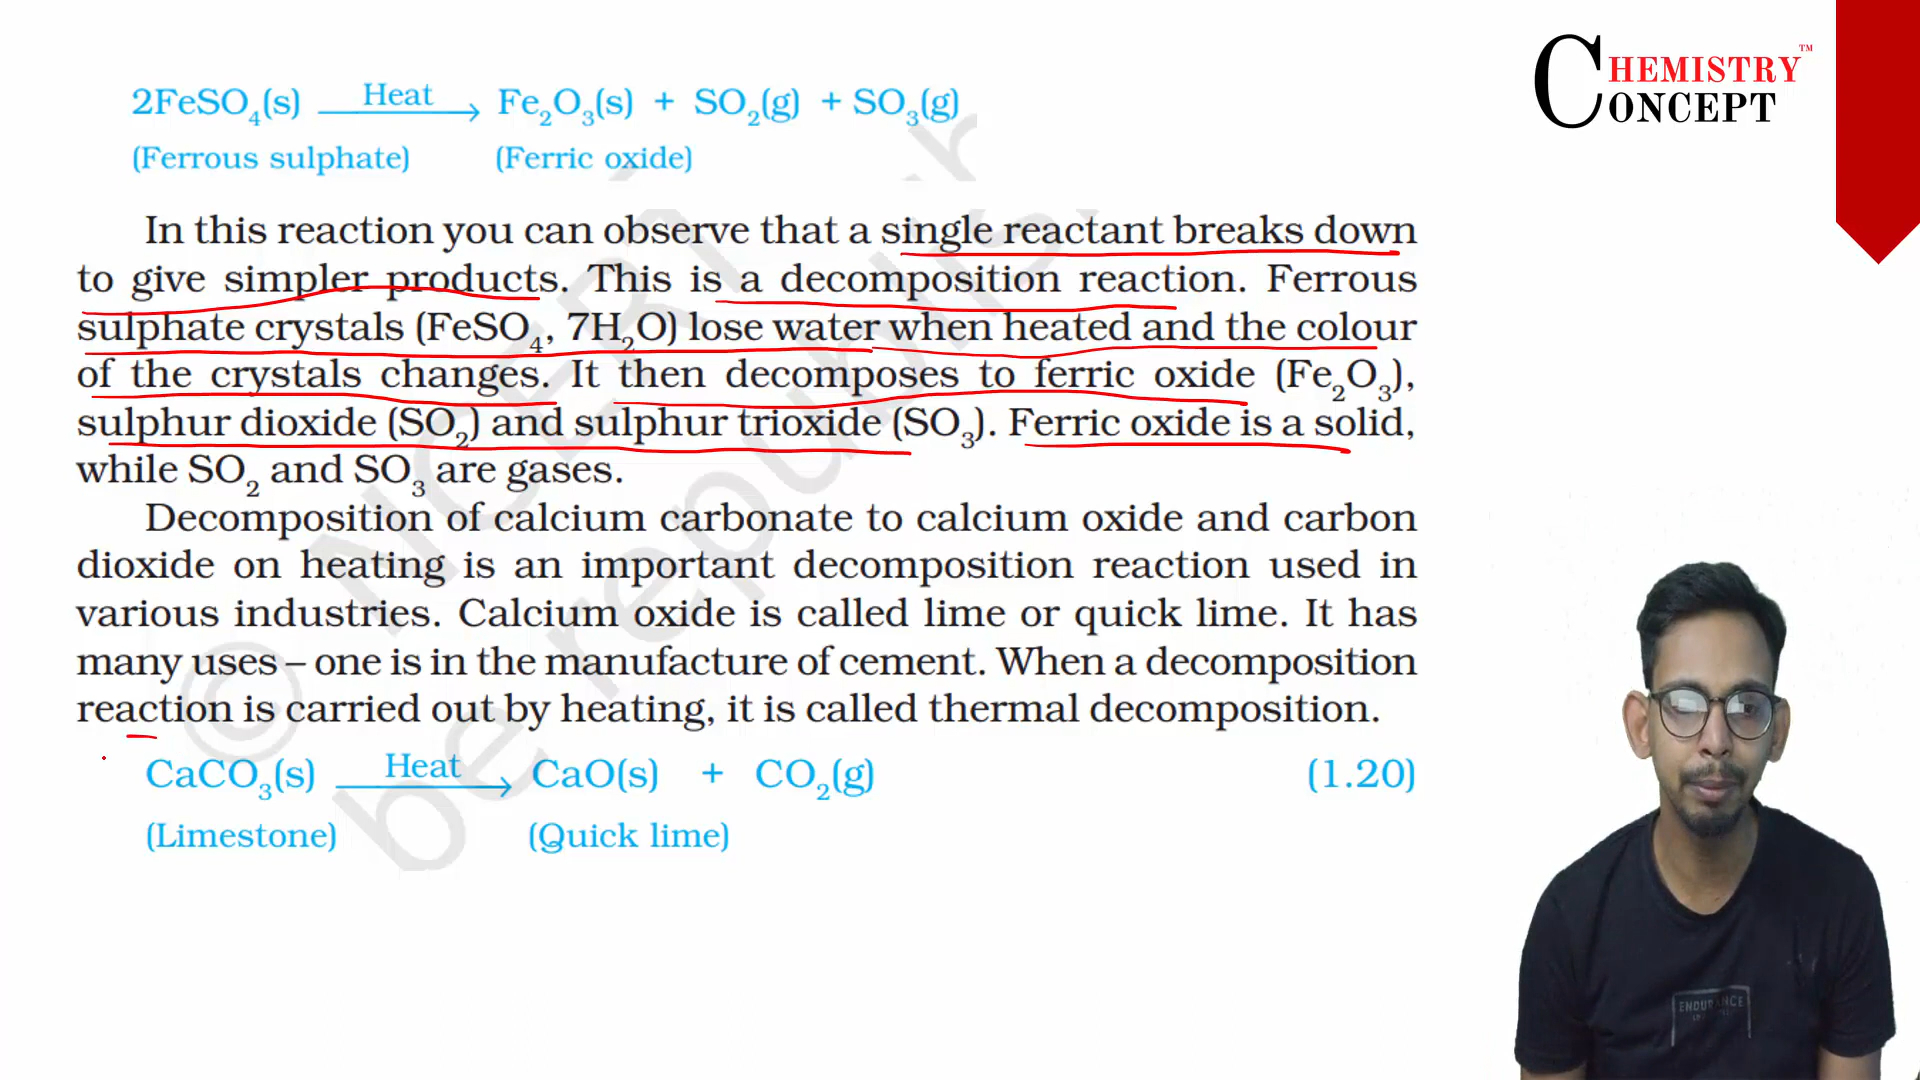 CHEMISTRY™
CONCEPT
2FeSO₄(s) Heat→ Fe₂O₃(s) + SO₂(g) + SO₃(g)
(Ferrous sulphate) (Ferric oxide)
In this reaction you can observe that a single reactant breaks down
to give simpler products. This is a decomposition reaction. Ferrous
sulphate crystals (FeSO₄, 7H₂O) lose water when heated and the colour
of the crystals changes. It then decomposes to ferric oxide (Fe₂O₃),
sulphur dioxide (SO₂) and sulphur trioxide (SO₃). Ferric oxide is a solid,
while SO₂ and SO₃ are gases.
Decomposition of calcium carbonate to calcium oxide and carbon
dioxide on heating is an important decomposition reaction used in
various industries. Calcium oxide is called lime or quick lime. It has
many uses – one is in the manufacture of cement. When a decomposition
reaction is carried out by heating, it is called thermal decomposition.
CaCO₃(s) Heat→ CaO(s) + CO₂(g) (1.20)
(Limestone) (Quick lime)
© NCERT
be republis
ENDURANCE